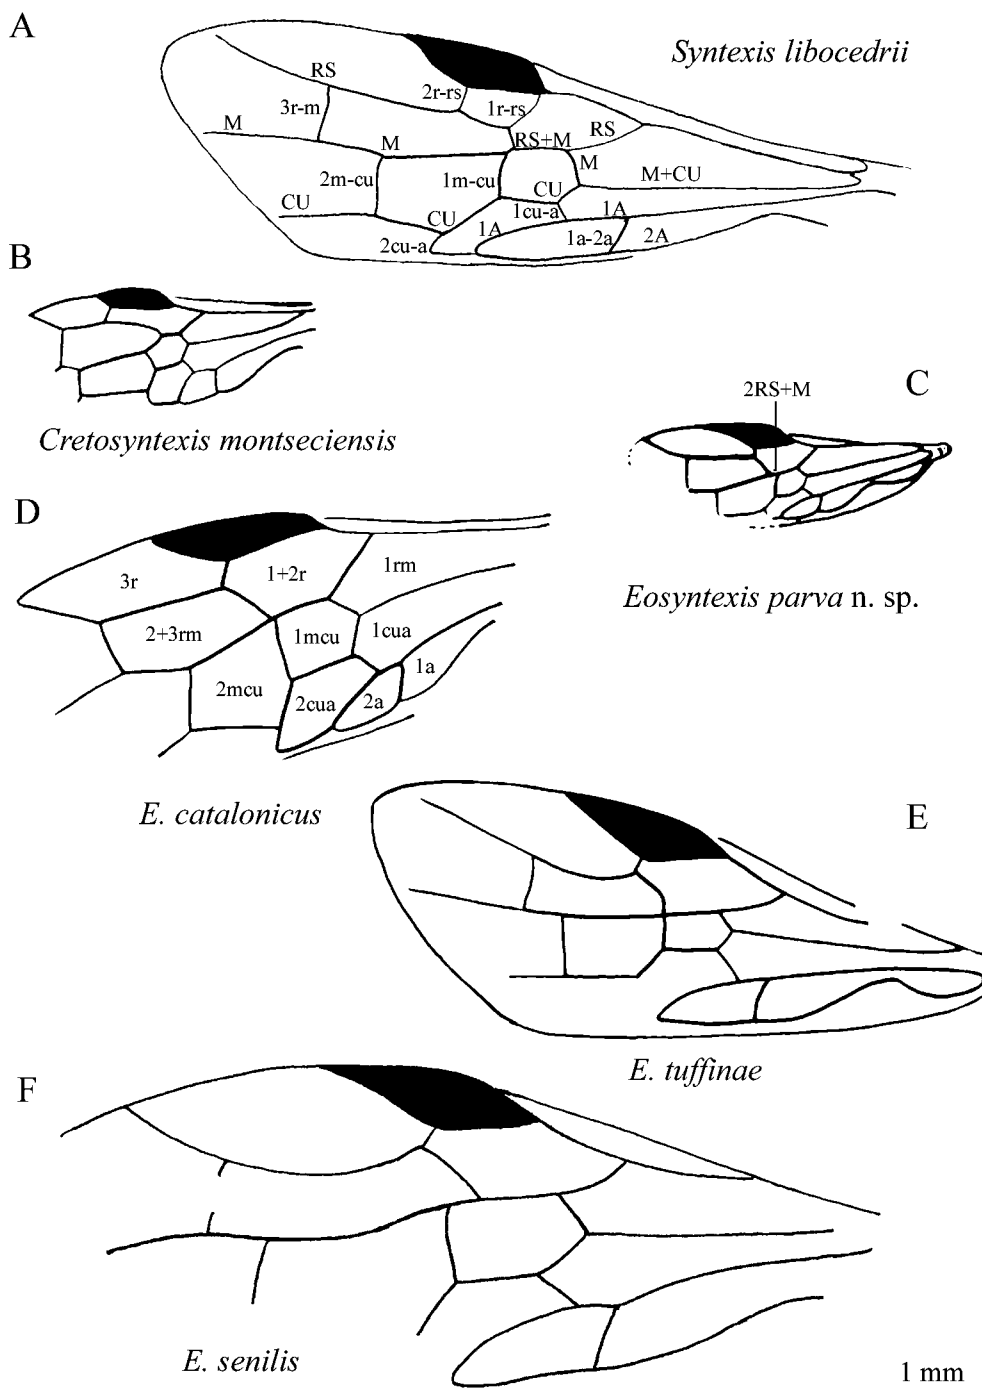 A
Syntexis libocedrii
RS
2r-rs
1r-rs
3r-m
M
M
RS+M
RS
M
2m-cu
1m-cu
M+CU
CU
CU
1cu-a
CU
1A
1A
2cu-a
1a-2a
2A
B
Cretosyntexis montseciensis
C
2RS+M
Eosyntexis parva n. sp.
D
3r
1+2r
1rm
2+3rm
1mcu
1cua
1a
2mcu
2cua
2a
E. catalonicus
E
E. tuffinae
F
E. senilis
1 mm